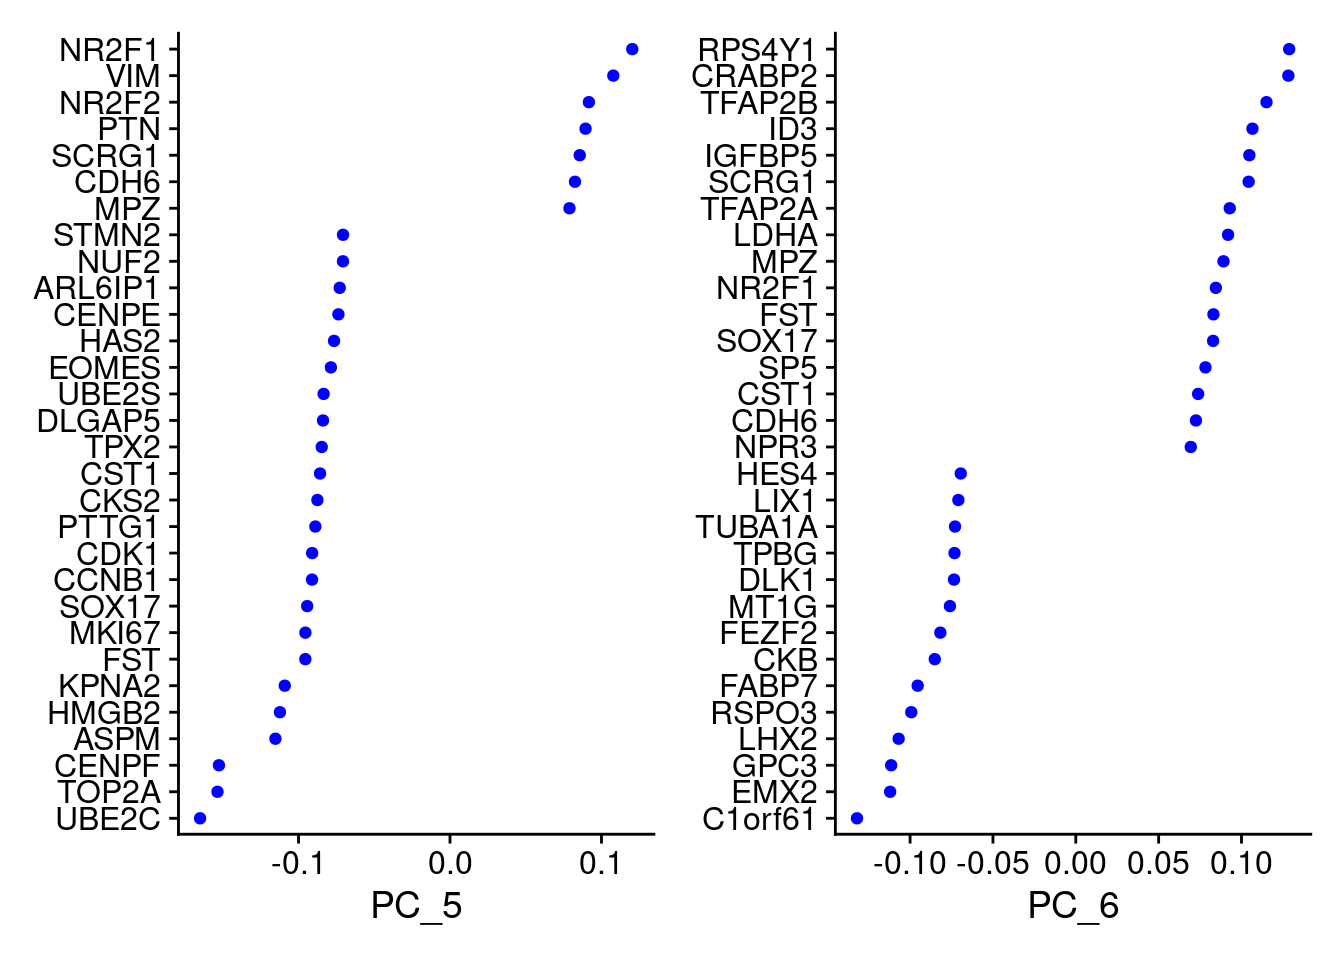 NR2F1
VIM
NR2F2
PTN
SCRG1
CDH6
MPZ
STMN2
NUF2
ARL6IP1
CENPE
HAS2
EOMES
UBE2S
DLGAP5
TPX2
CST1
CKS2
PTTG1
CDK1
CCNB1
SOX17
MKI67
FST
KPNA2
HMGB2
ASPM
CENPF
TOP2A
UBE2C
-0.1 0.0 0.1
PC_5
RPS4Y1
CRABP2
TFAP2B
ID3
IGFBP5
SCRG1
TFAP2A
LDHA
MPZ
NR2F1
FST
SOX17
SP5
CST1
CDH6
NPR3
HES4
LIX1
TUBA1A
TPBG
DLK1
MT1G
FEZF2
CKB
FABP7
RSPO3
LHX2
GPC3
EMX2
C1orf61
-0.10 -0.05 0.00 0.05 0.10
PC_6